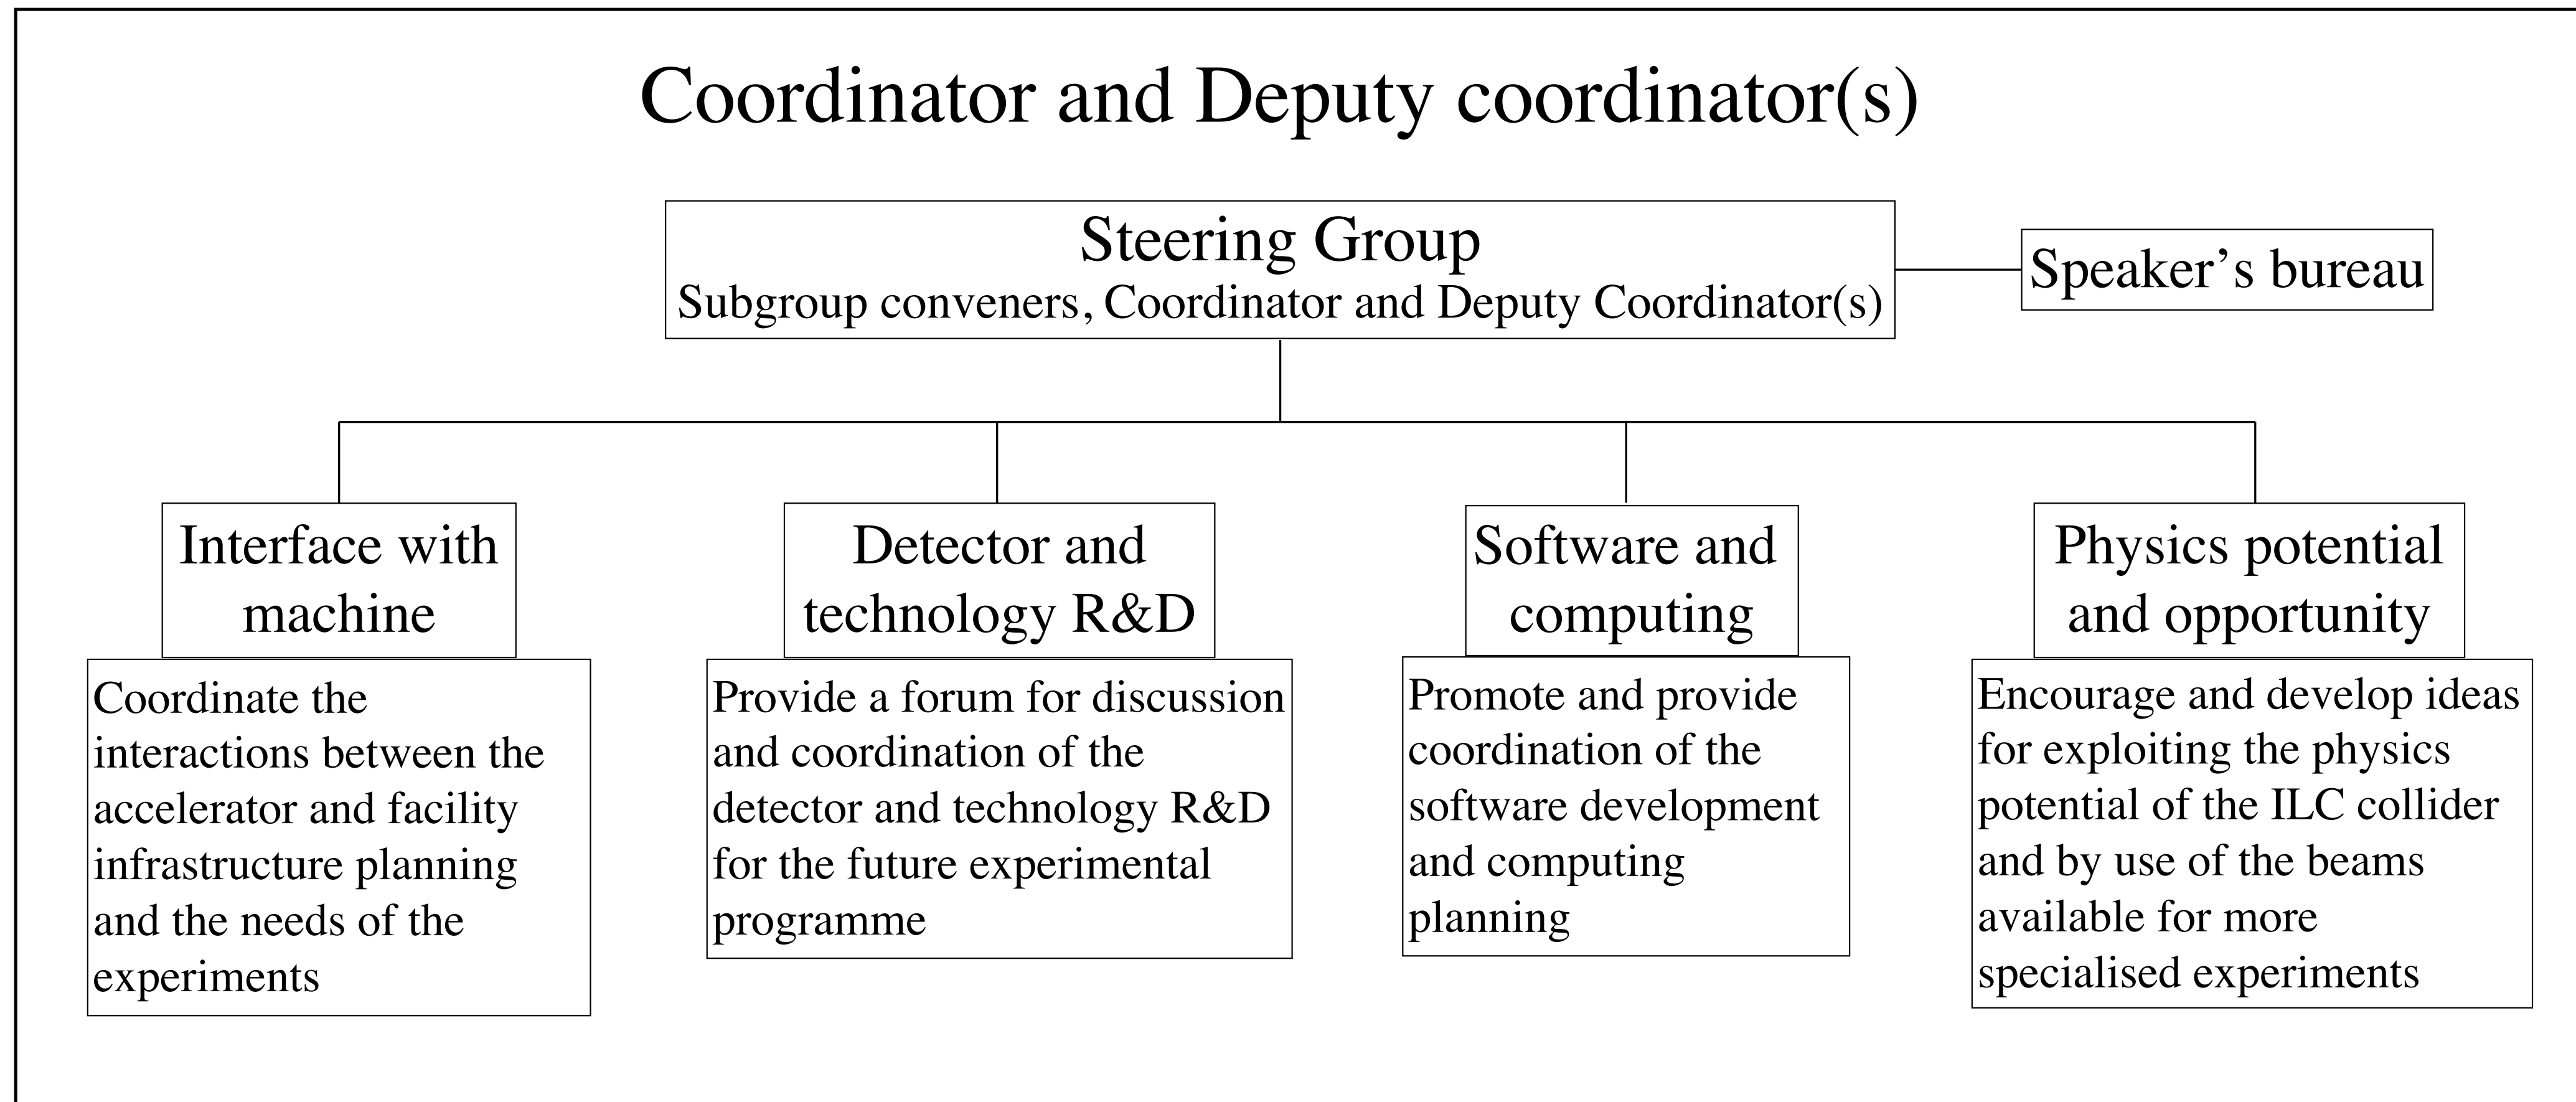 Coordinator and Deputy coordinator(s)
Steering Group
Subgroup conveners, Coordinator and Deputy Coordinator(s)
Speaker’s bureau
Interface with
machine
Coordinate the
interactions between the
accelerator and facility
infrastructure planning
and the needs of the
experiments
Detector and
technology R&D
Provide a forum for discussion
and coordination of the
detector and technology R&D
for the future experimental
programme
Software and
computing
Promote and provide
coordination of the
software development
and computing
planning
Physics potential
and opportunity
Encourage and develop ideas
for exploiting the physics
potential of the ILC collider
and by use of the beams
available for more
specialised experiments